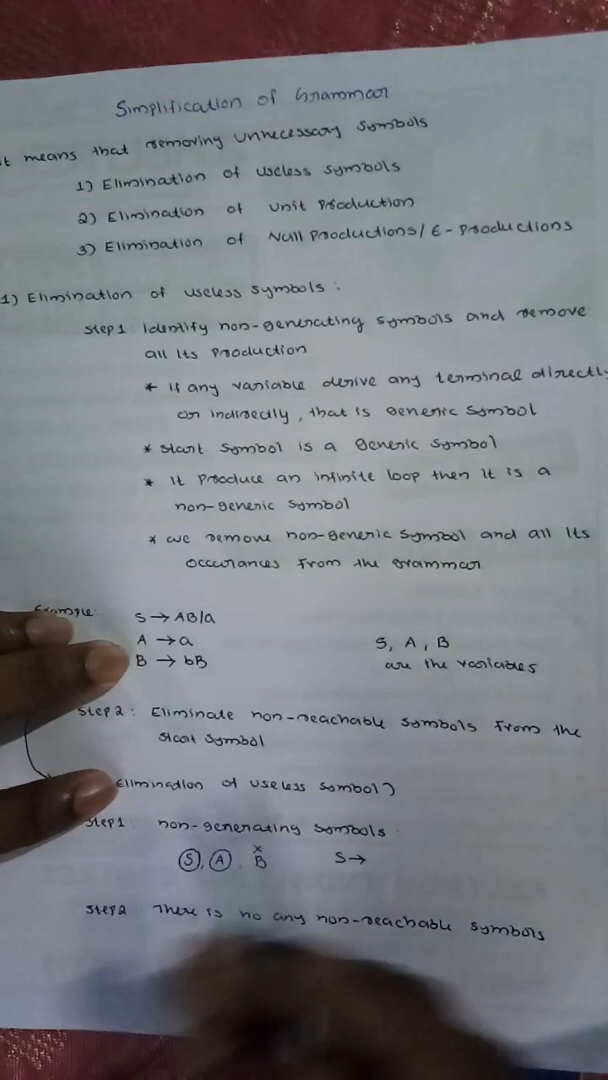 Simplification of Grammar
It means that removing unnecessary symbols
1) Elimination of useless symbols
2) Elimination of unit production
3) Elimination of Null Productions / ε - Productions
1) Elimination of useless symbols :
Step 1 Identify non-generating symbols and remove
all its production
* If any variable derive any terminal directly
or indirectly, that is generic symbol
* start symbol is a generic symbol
* It produce an infinite loop then it is a
non-generic symbol
* we remove non-generic symbol and all its
occurances from the grammar
Example:
S → AB/a
A → a
B → bB
S, A, B
are the variables
Step 2 : Eliminate non-reachable symbols from the
start symbol
Elimination of useless symbol)
Step 1 non-generating symbols :
S, A, B x
S →
Step 2 There is no any non-reachable symbols